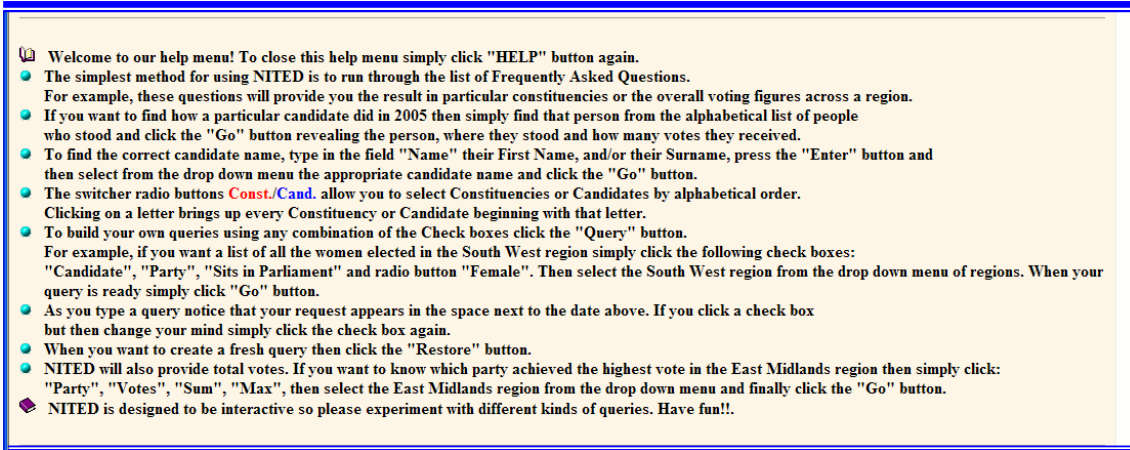 Welcome to our help menu! To close this help menu simply click "HELP" button again.
The simplest method for using NITED is to run through the list of Frequently Asked Questions.
For example, these questions will provide you the result in particular constituencies or the overall voting figures across a region.
If you want to find how a particular candidate did in 2005 then simply find that person from the alphabetical list of people
who stood and click the "Go" button revealing the person, where they stood and how many votes they received.
To find the correct candidate name, type in the field "Name" their First Name, and/or their Surname, press the "Enter" button and
then select from the drop down menu the appropriate candidate name and click the "Go" button.
The switcher radio buttons Const./Cand. allow you to select Constituencies or Candidates by alphabetical order.
Clicking on a letter brings up every Constituency or Candidate beginning with that letter.
To build your own queries using any combination of the Check boxes click the "Query" button.
For example, if you want a list of all the women elected in the South West region simply click the following check boxes:
"Candidate", "Party", "Sits in Parliament" and radio button "Female". Then select the South West region from the drop down menu of regions. When your
query is ready simply click "Go" button.
As you type a query notice that your request appears in the space next to the date above. If you click a check box
but then change your mind simply click the check box again.
When you want to create a fresh query then click the "Restore" button.
NITED will also provide total votes. If you want to know which party achieved the highest vote in the East Midlands region then simply click:
"Party", "Votes", "Sum", "Max", then select the East Midlands region from the drop down menu and finally click the "Go" button.
NITED is designed to be interactive so please experiment with different kinds of queries. Have fun!!.